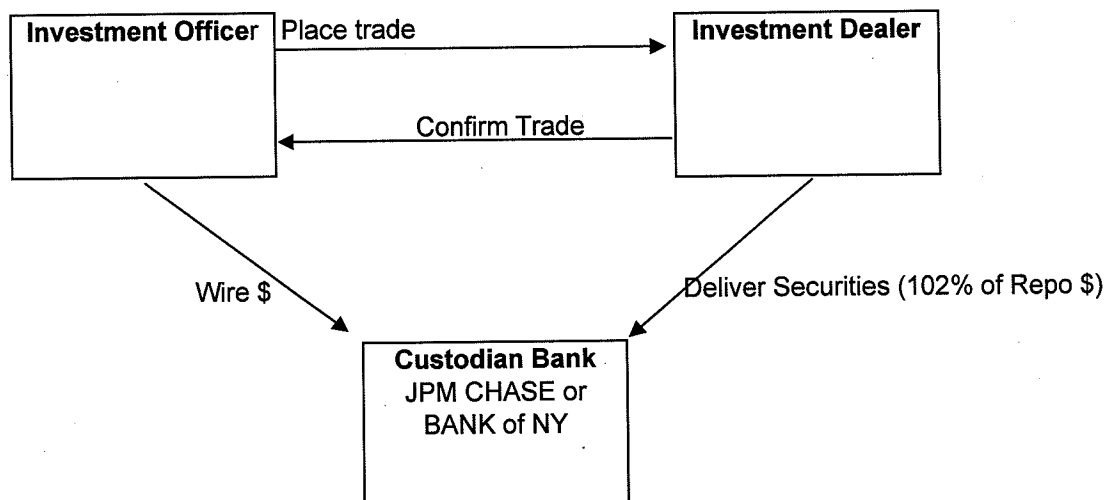 Investment Officer
Place trade
Investment Dealer
Confirm Trade
Wire $
Deliver Securities (102% of Repo $)
Custodian Bank
JPM CHASE or
BANK of NY